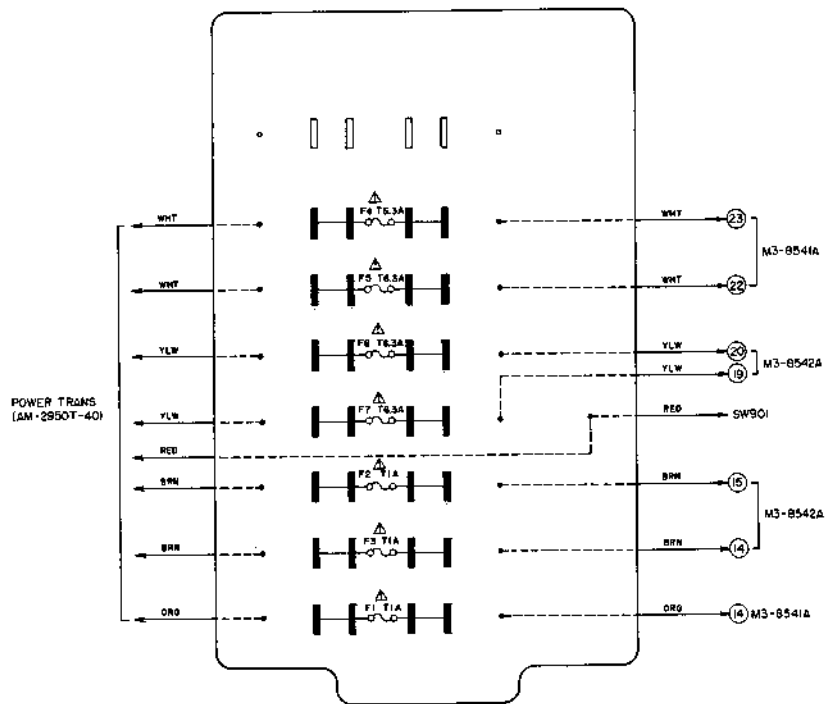 F4 T6.3A
WHT
WHT
23
M3-8541A
F5 T6.3A
WHT
WHT
22
F6 T6.3A
YLW
YLW
20
M3-8542A
YLW
19
POWER TRANS
(AM-2950T-40)
F7 T6.3A
YLW
RED
SW901
RED
F2 T1A
BRN
BRN
15
M3-8542A
F3 T1A
BRN
BRN
14
F1 T1A
ORG
ORG
14 M3-8541A